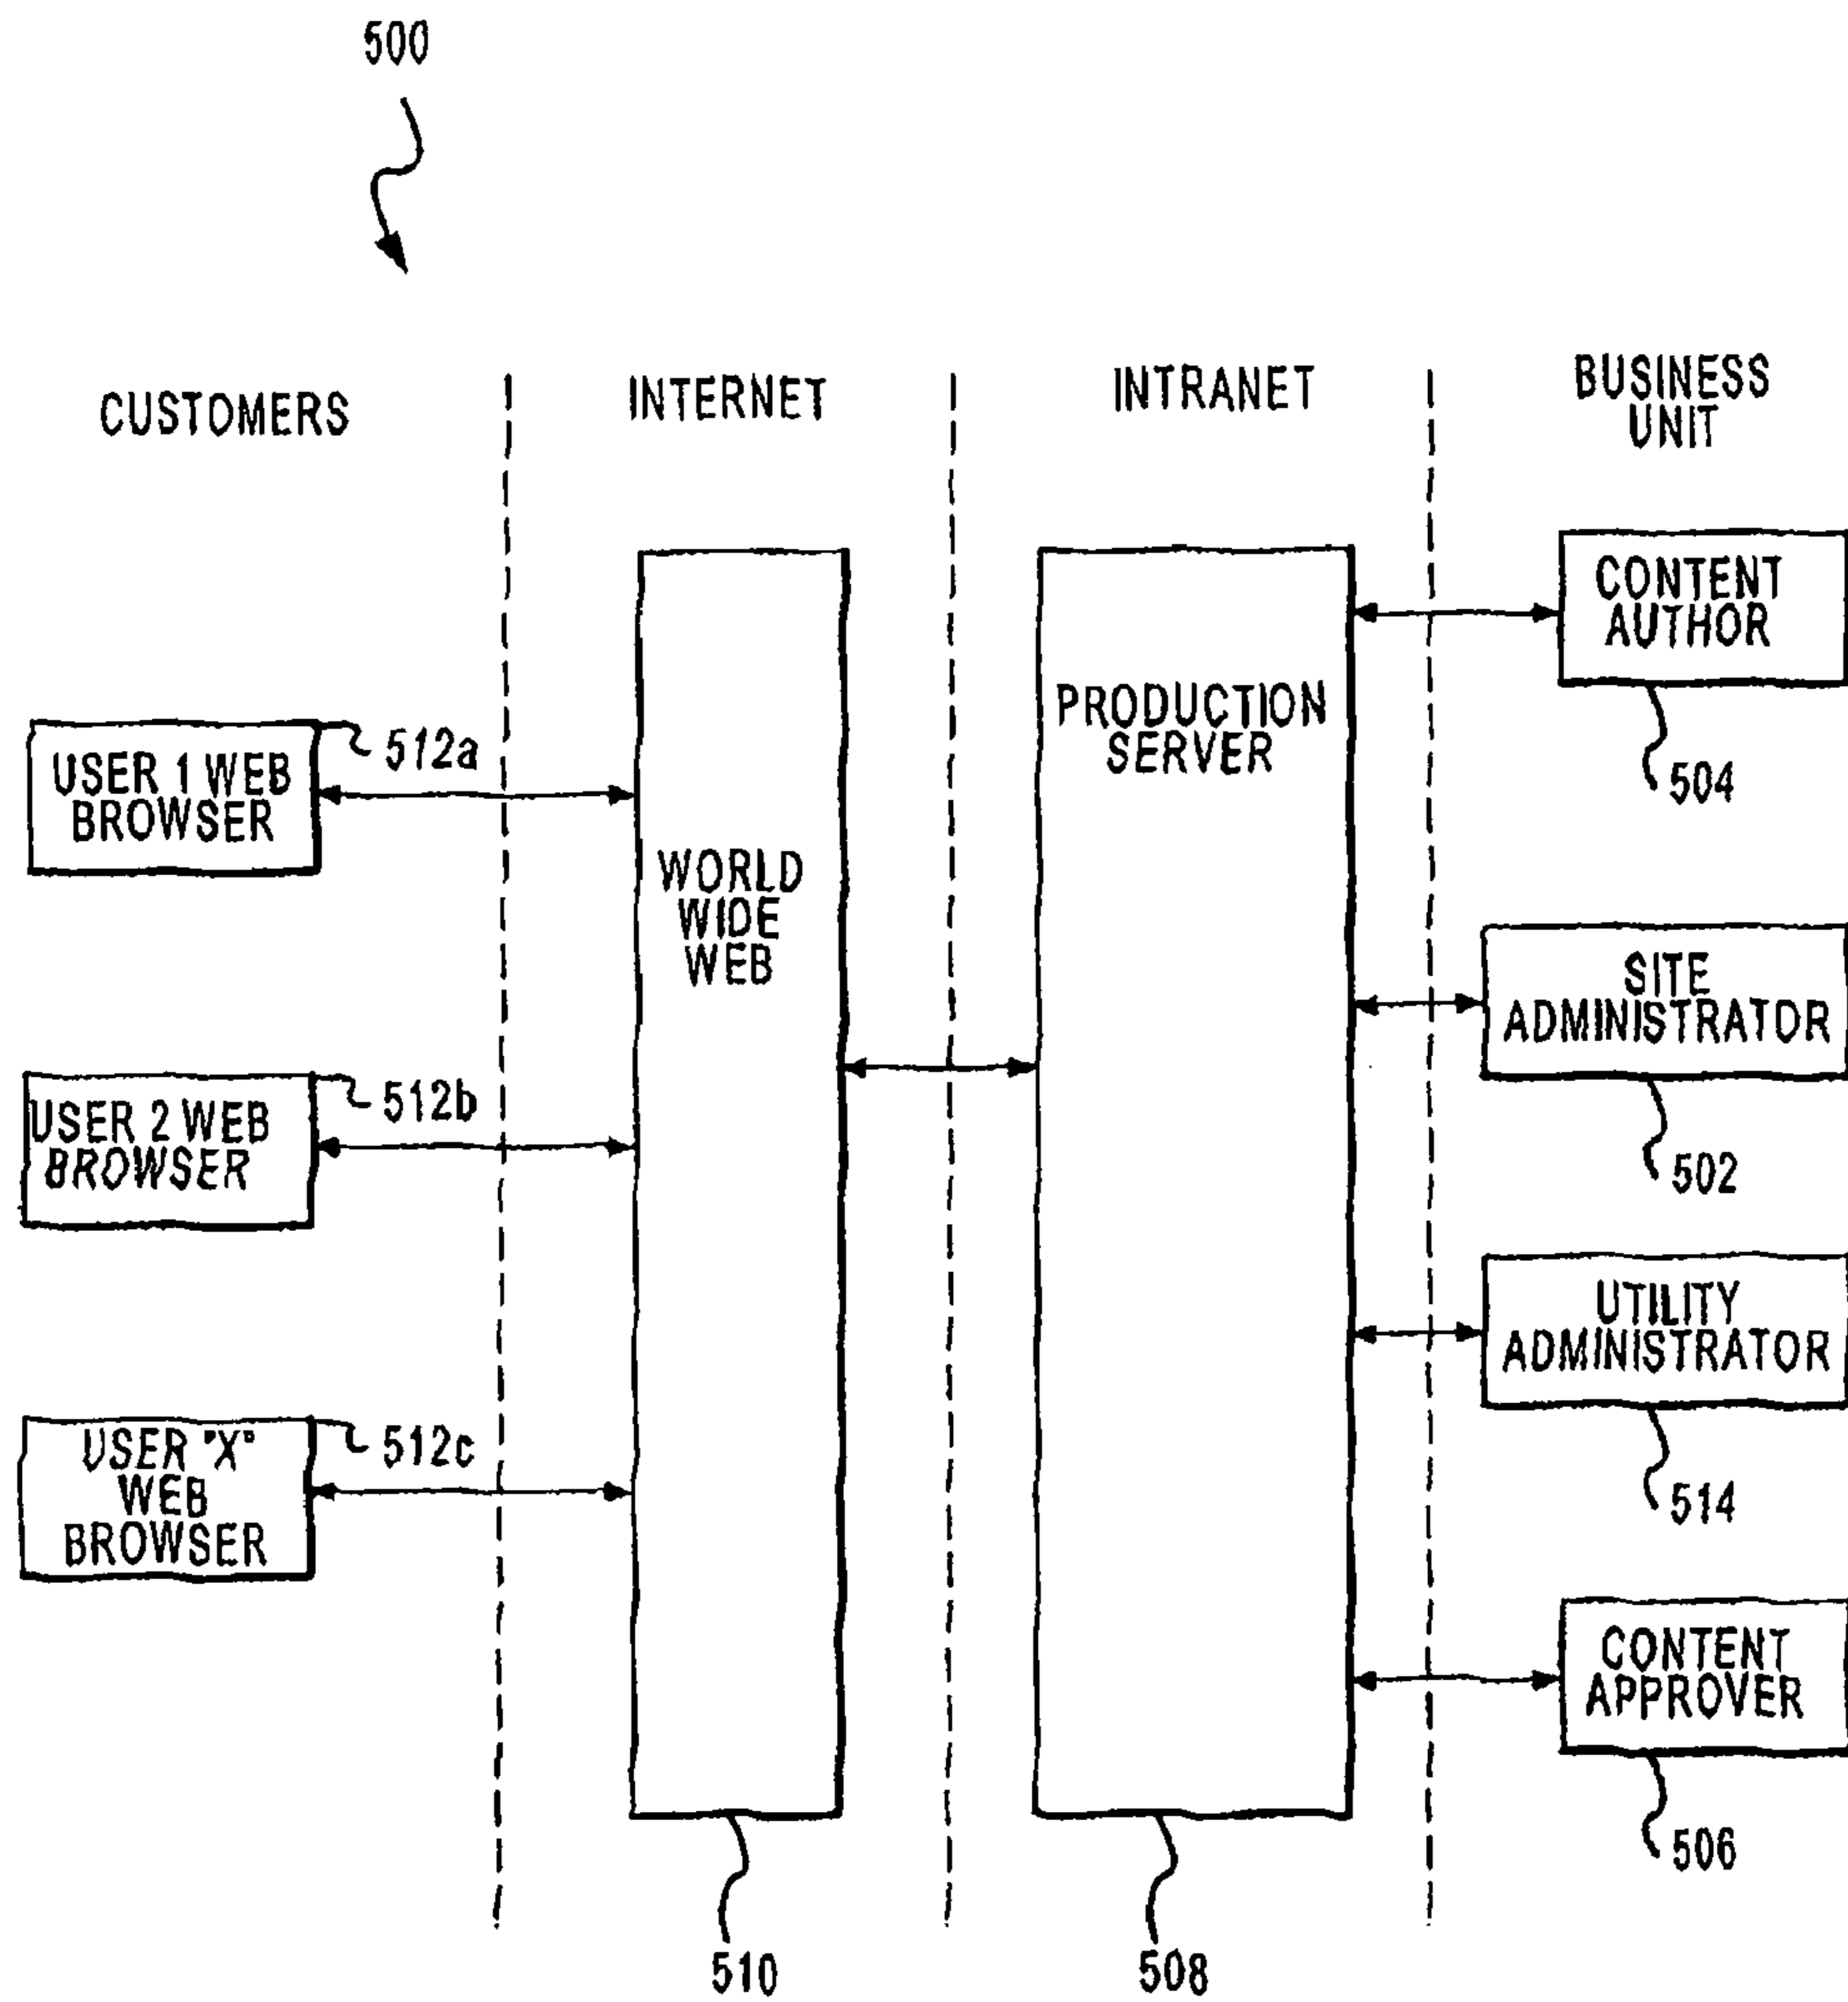 500
CUSTOMERS
INTERNET
INTRANET
BUSINESS
UNIT
USER 1 WEB
BROWSER
512a
USER 2 WEB
BROWSER
512b
USER "X"
WEB
BROWSER
512c
WORLD
WIDE
WEB
510
PRODUCTION
SERVER
508
CONTENT
AUTHOR
504
SITE
ADMINISTRATOR
502
UTILITY
ADMINISTRATOR
514
CONTENT
APPROVER
506